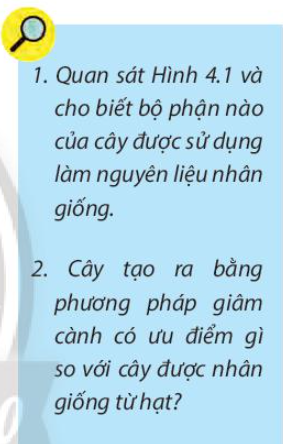 1. Quan sát Hình 4.1 và
cho biết bộ phận nào
của cây được sử dụng
làm nguyên liệu nhân
giống.
2. Cây tạo ra bằng
phương pháp giâm
cành có ưu điểm gì
so với cây được nhân
giống từ hạt?